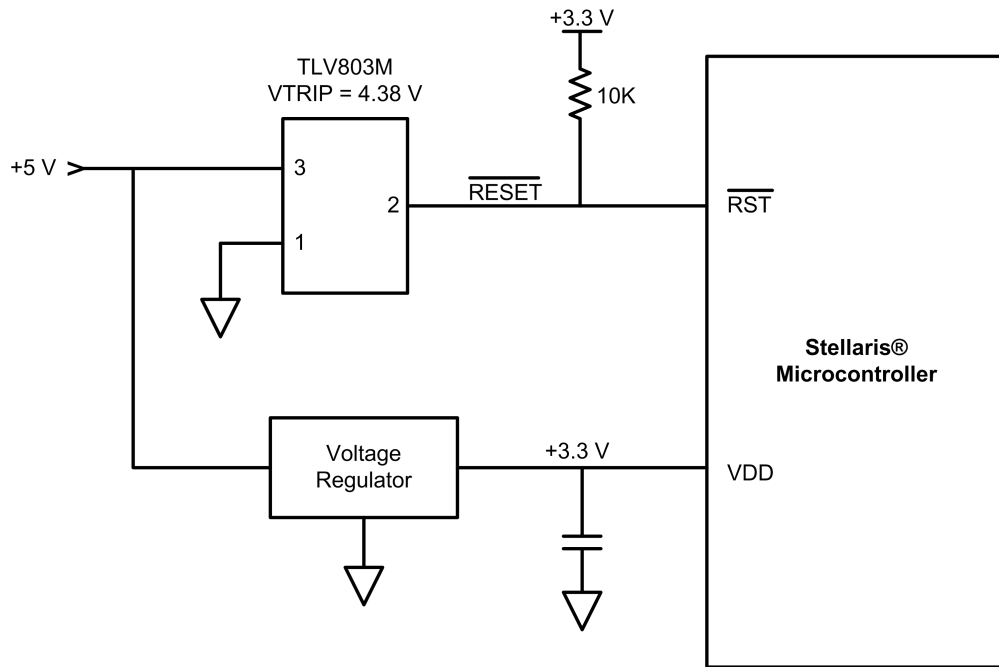 +3.3 V
TLV803M
VTRIP = 4.38 V
10K
+5 V
3
RESET
2
RST
1
Stellaris®
Microcontroller
Voltage
Regulator
+3.3 V
VDD